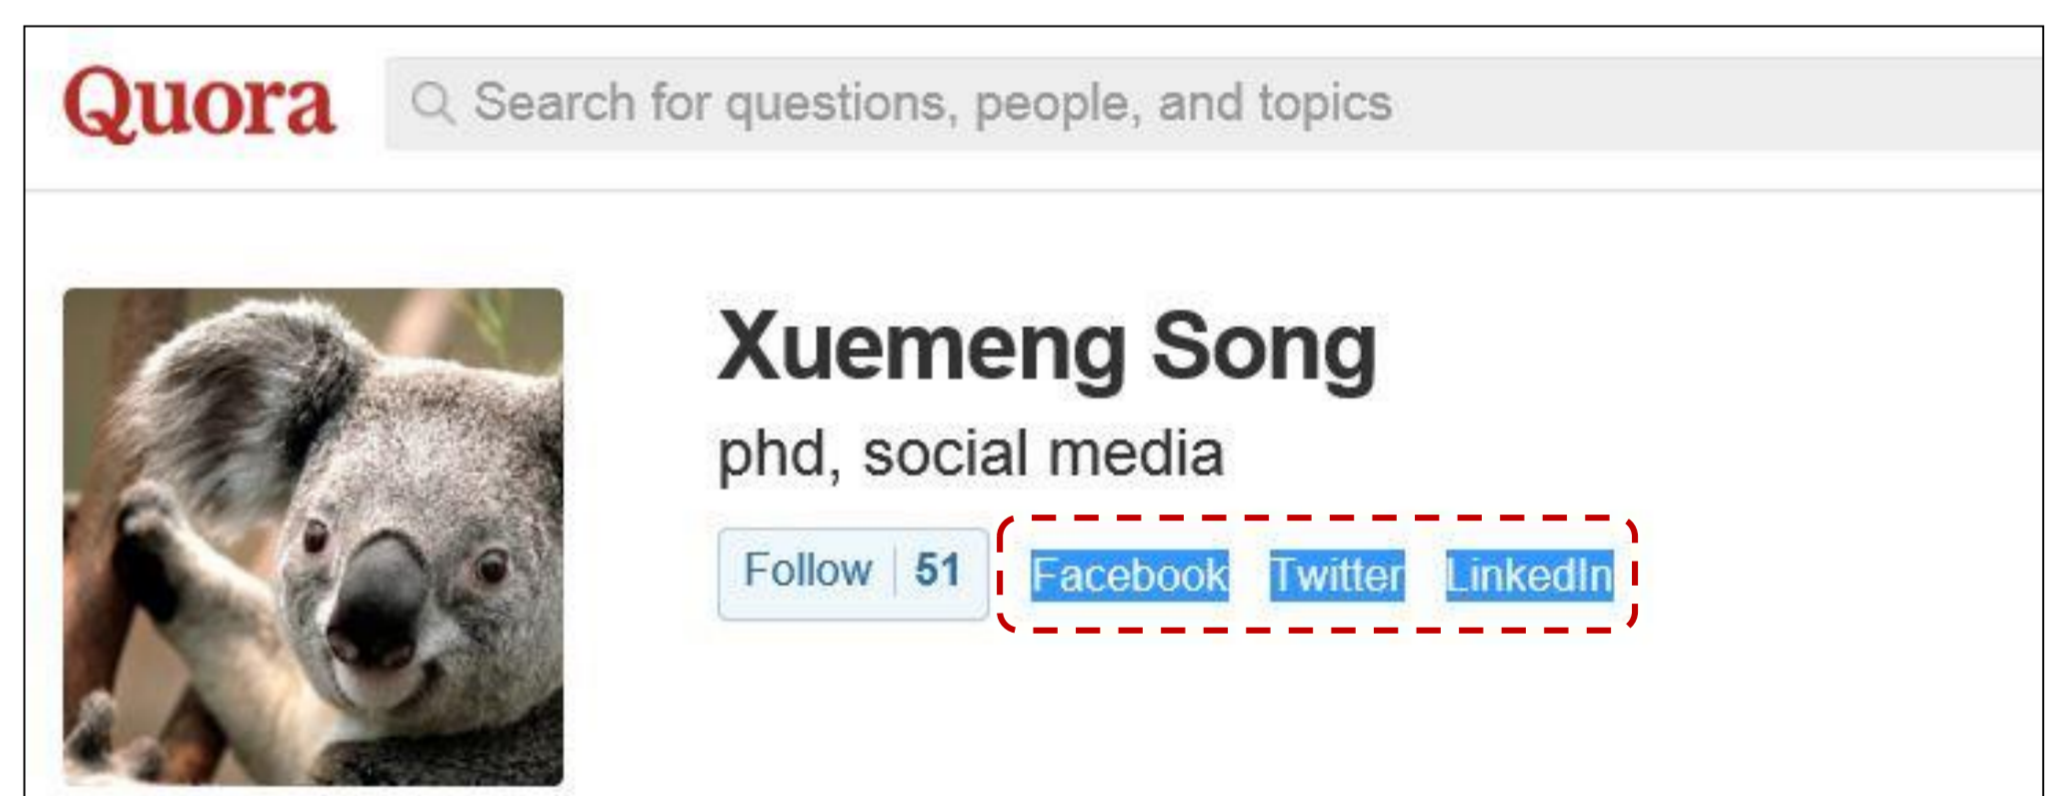 Quora
Search for questions, people, and topics
Xuemeng Song
phd, social media
Follow 51 Facebook Twitter LinkedIn